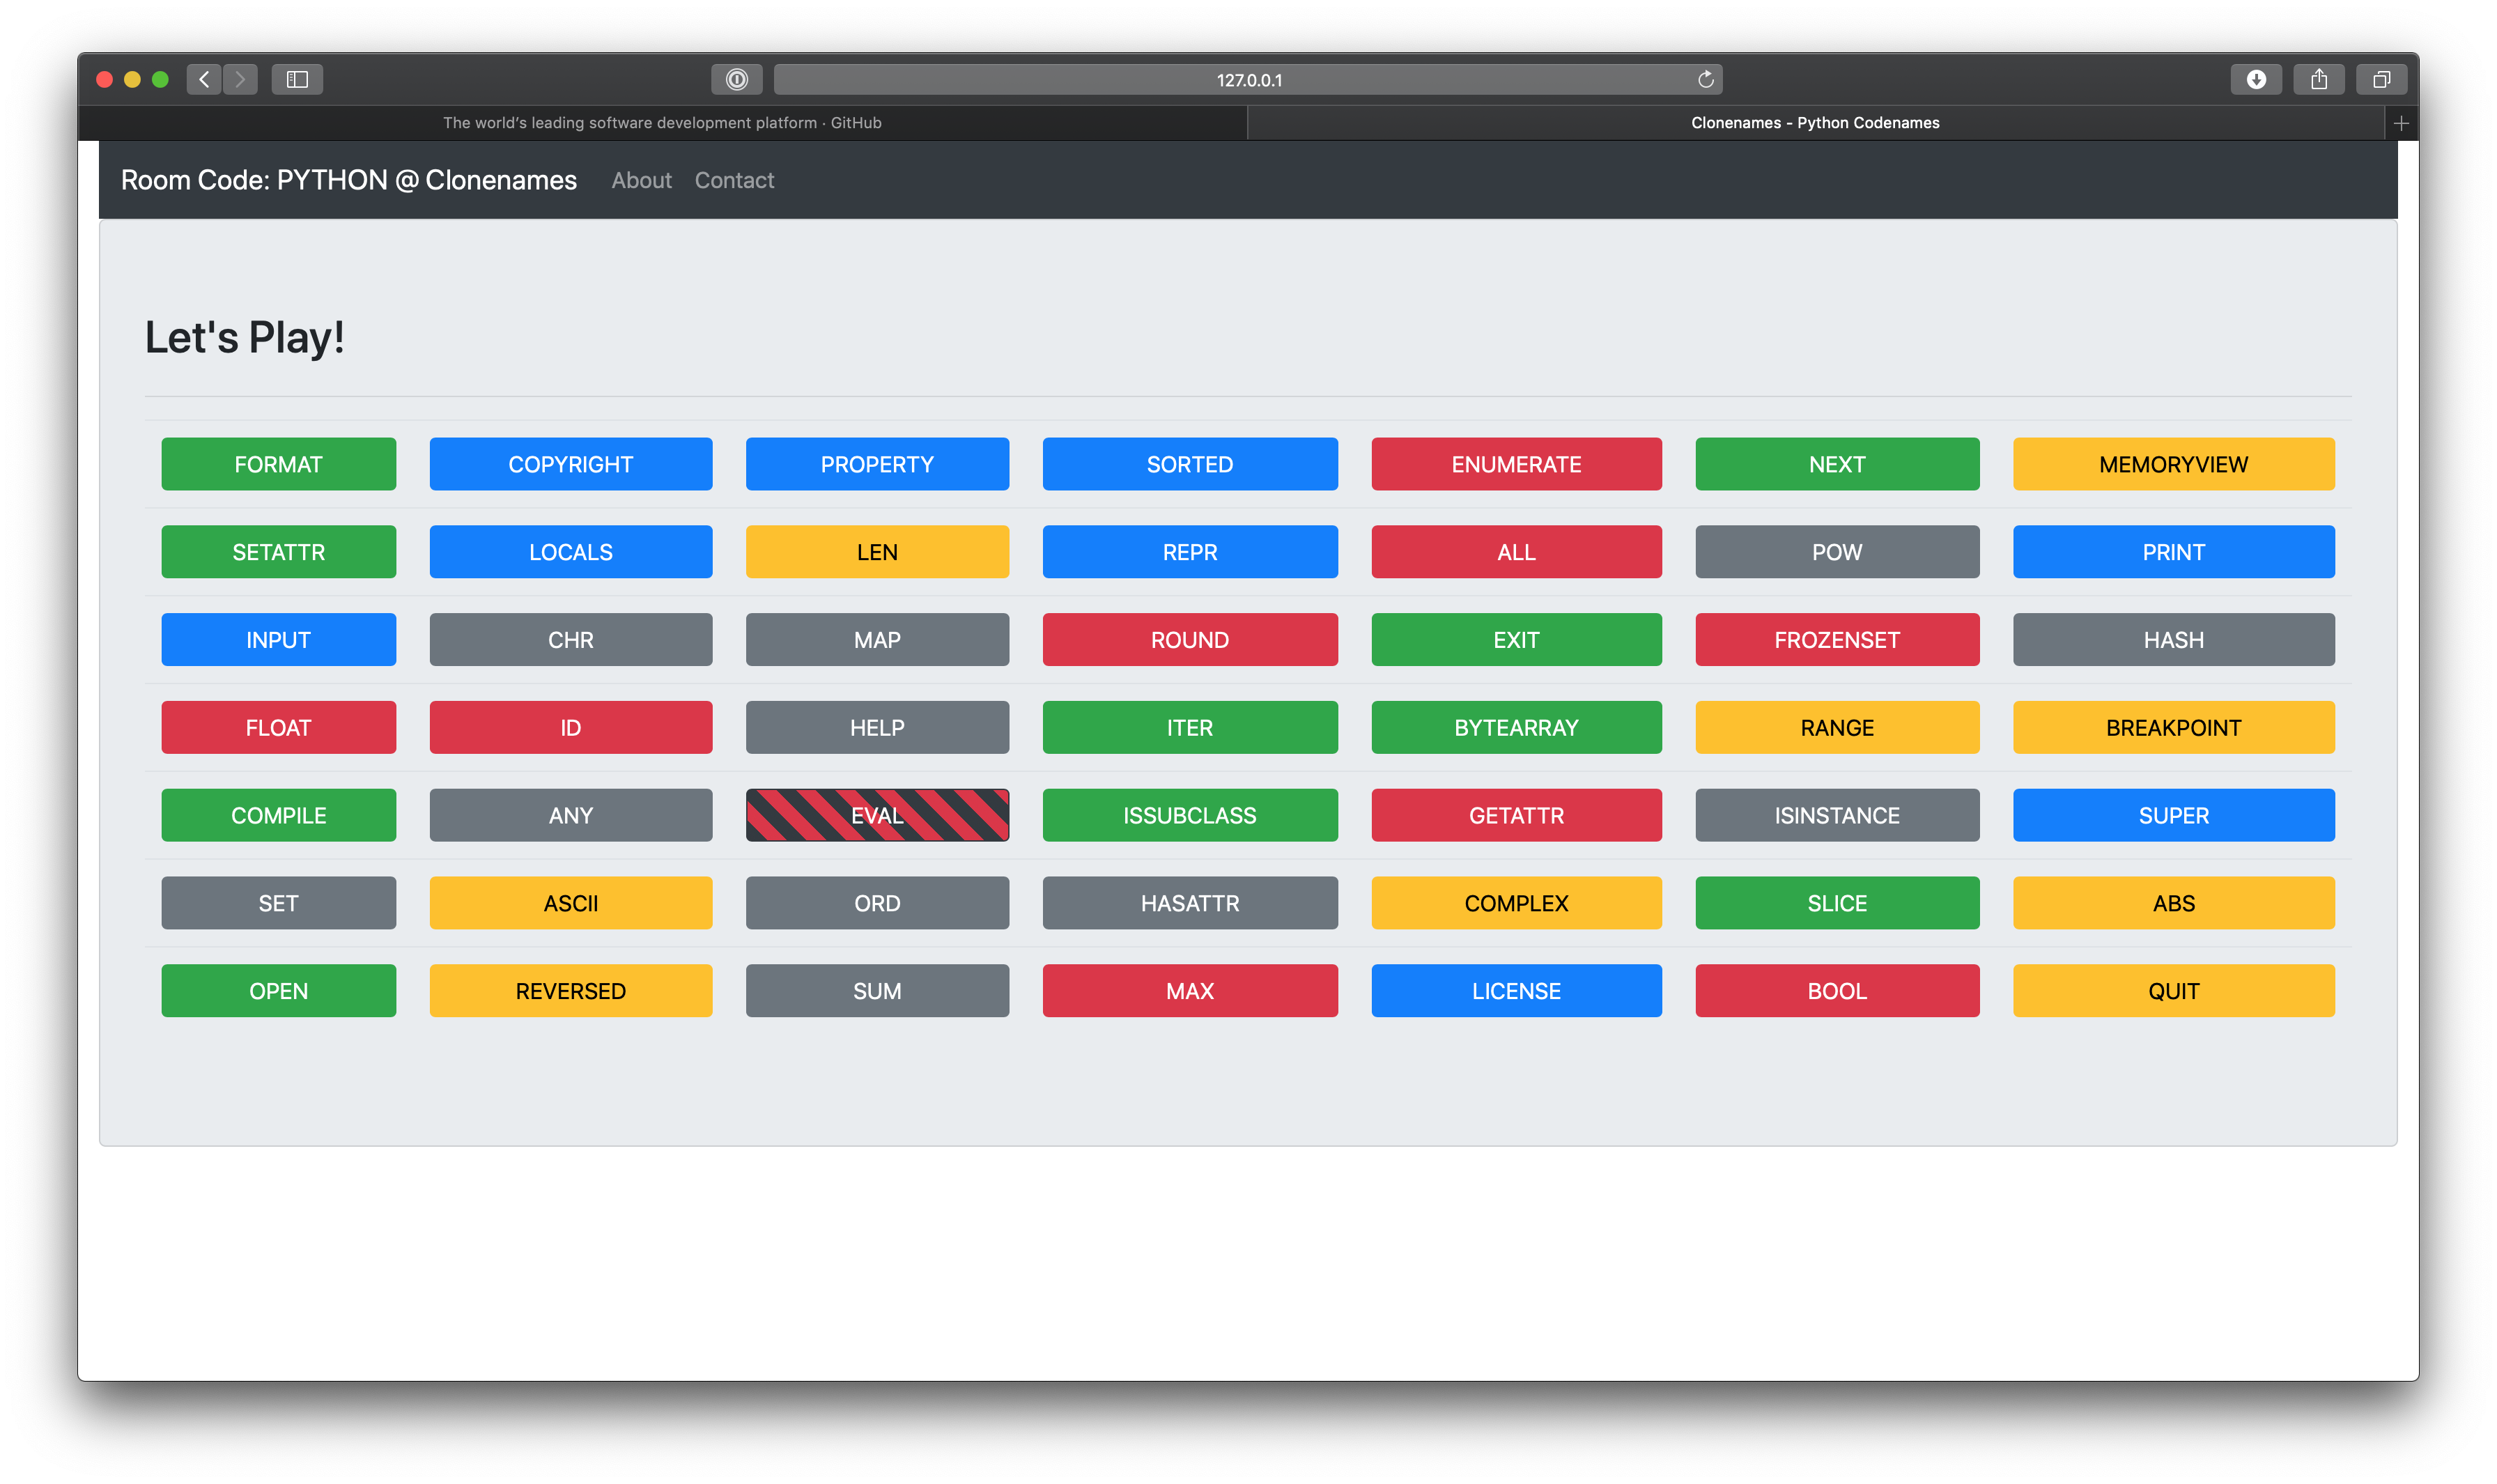 127.0.0.1
The world’s leading software development platform · GitHub Clonenames - Python Codenames
Room Code: PYTHON @ Clonenames About Contact
Let's Play!
FORMAT COPYRIGHT PROPERTY SORTED ENUMERATE NEXT MEMORYVIEW
SETATTR LOCALS LEN REPR ALL POW PRINT
INPUT CHR MAP ROUND EXIT FROZENSET HASH
FLOAT ID HELP ITER BYTEARRAY RANGE BREAKPOINT
COMPILE ANY EVAL ISSUBCLASS GETATTR ISINSTANCE SUPER
SET ASCII ORD HASATTR COMPLEX SLICE ABS
OPEN REVERSED SUM MAX LICENSE BOOL QUIT